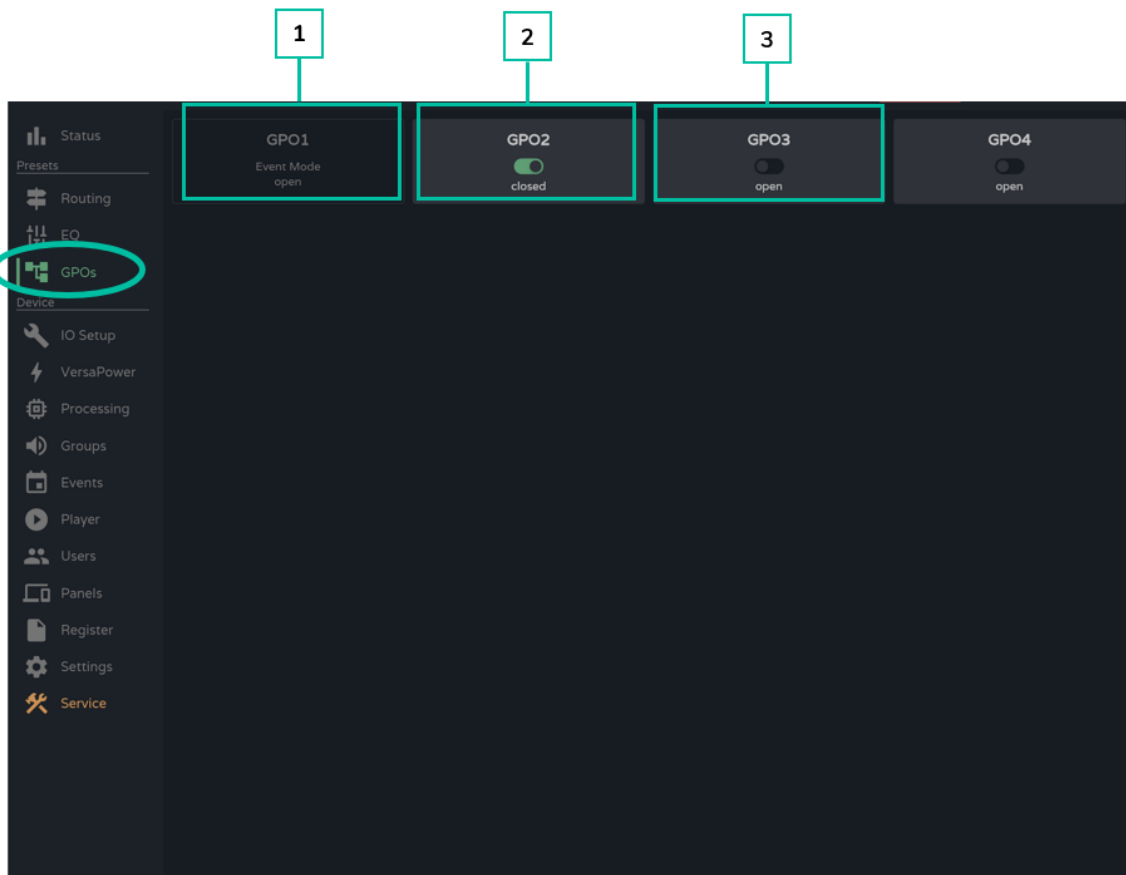 1
2
3
Status
Presets
Routing
EQ
GPOs
Device
IO Setup
VersaPower
Processing
Groups
Events
Player
Users
Panels
Register
Settings
Service
GPO1
Event Mode
open
GPO2
closed
GPO3
open
GPO4
open